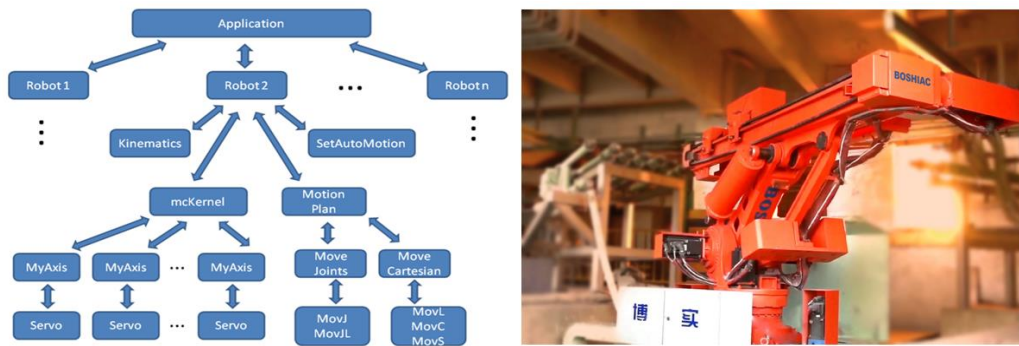 Application
Robot 1
Robot 2
...
Robot n
Kinematics
SetAutoMotion
mcKernel
Motion
Plan
MyAxis
MyAxis
...
MyAxis
Move
Joints
Move
Cartesian
Servo
Servo
...
Servo
MovJ
MovJL
MovL
MovC
MovS
BOSHIAC
BOS
博 实